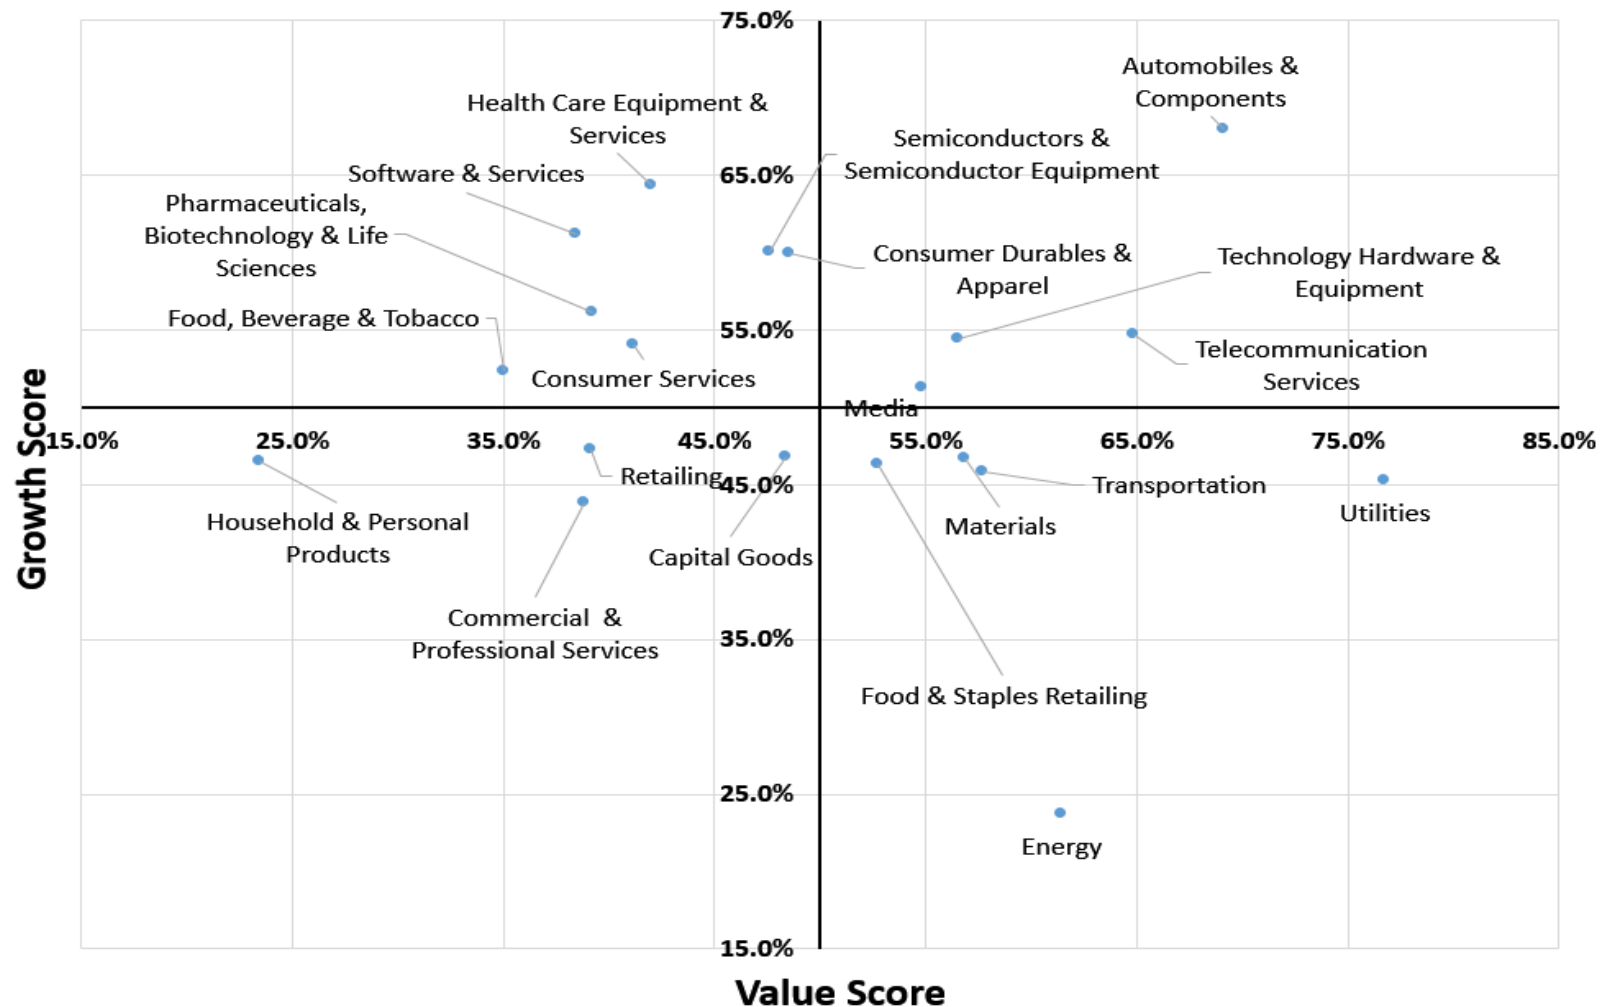 75.0%
Automobiles &
Components
Health Care Equipment &
Services
Semiconductors &
Semiconductor Equipment
Software & Services
65.0%
Pharmaceuticals,
Biotechnology & Life
Sciences
Consumer Durables &
Apparel
Technology Hardware &
Equipment
Food, Beverage & Tobacco
55.0%
Telecommunication
Services
Consumer Services
Media
Growth Score
15.0%
25.0%
35.0%
45.0%
55.0%
65.0%
75.0%
85.0%
Retailing
45.0%
Transportation
Utilities
Household & Personal
Products
Materials
Capital Goods
Commercial  &
Professional Services
35.0%
Food & Staples Retailing
25.0%
Energy
15.0%
Value Score